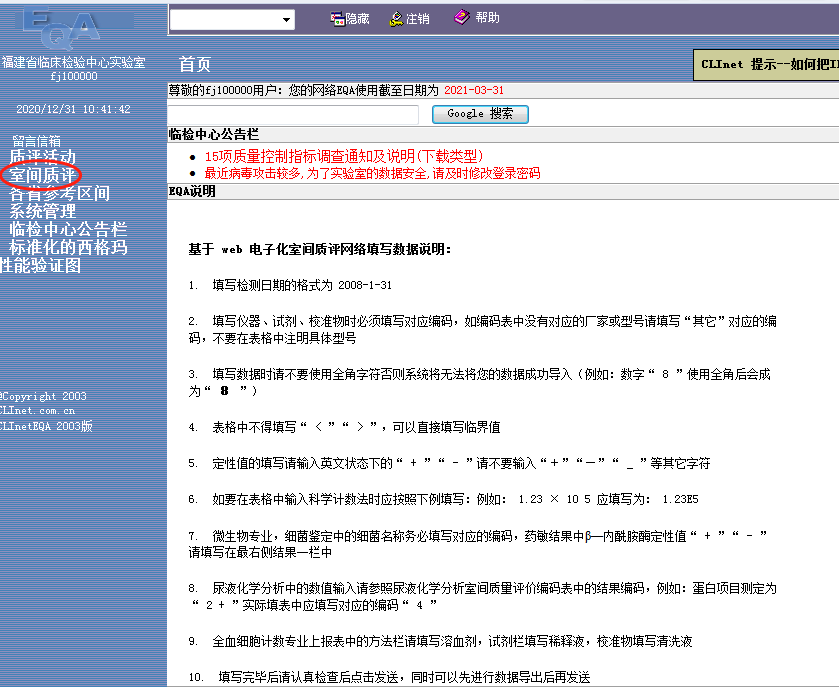 EQA
隐藏 注销 帮助
福建省临床检验中心实验室
fj100000
2020/12/31 10:41:42
留言信箱
质评活动
室间质评
各省参考区间
系统管理
临检中心公告栏
标准化的西格玛
性能验证图
@Copyright 2003
CLInet.com.cn
CLInetEQA 2003版
首页
CLInet 提示--如何把I
尊敬的fj100000用户: 您的网络EQA使用截至日期为 2021-03-31
Google 搜索
临检中心公告栏
15项质量控制指标调查通知及说明(下载类型)
最近病毒攻击较多,为了实验室的数据安全,请及时修改登录密码
EQA说明
基于 web 电子化室间质评网络填写数据说明:
1. 填写检测日期的格式为 2008-1-31
2. 填写仪器、试剂、校准物时必须填写对应编码, 如编码表中没有对应的厂家或型号请填写“其它”对应的编
码, 不要在表格中注明具体型号
3. 填写数据时请不要使用全角字符否则系统将无法将您的数据成功导入 (例如: 数字“ 8 ”使用全角后会成
为“ 8 ”)
4. 表格中不得填写“ < ”“ > ”, 可以直接填写临界值
5. 定性值的填写请输入英文状态下的“ + ”“ - ”请不要输入“+”“—”“ _ ”等其它字符
6. 如要在表格中输入科学计数法时应按照下例填写: 例如: 1.23 × 10 5 应填写为: 1.23E5
7. 微生物专业, 细菌鉴定中的细菌名称务必填写对应的编码, 药敏结果中β—内酰胺酶定性值“ + ”“ - ”
请填写在最右侧结果一栏中
8. 尿液化学分析中的数值输入请参照尿液化学分析室间质量评价编码表中的结果编码, 例如: 蛋白项目测定为
“ 2 + ”实际填表中应填写对应的编码“ 4 ”
9. 全血细胞计数专业上报表中的方法栏请填写溶血剂, 试剂栏填写稀释液, 校准物填写清洗液
10. 填写完毕后请认真检查后点击发送, 同时可以先进行数据导出后再发送